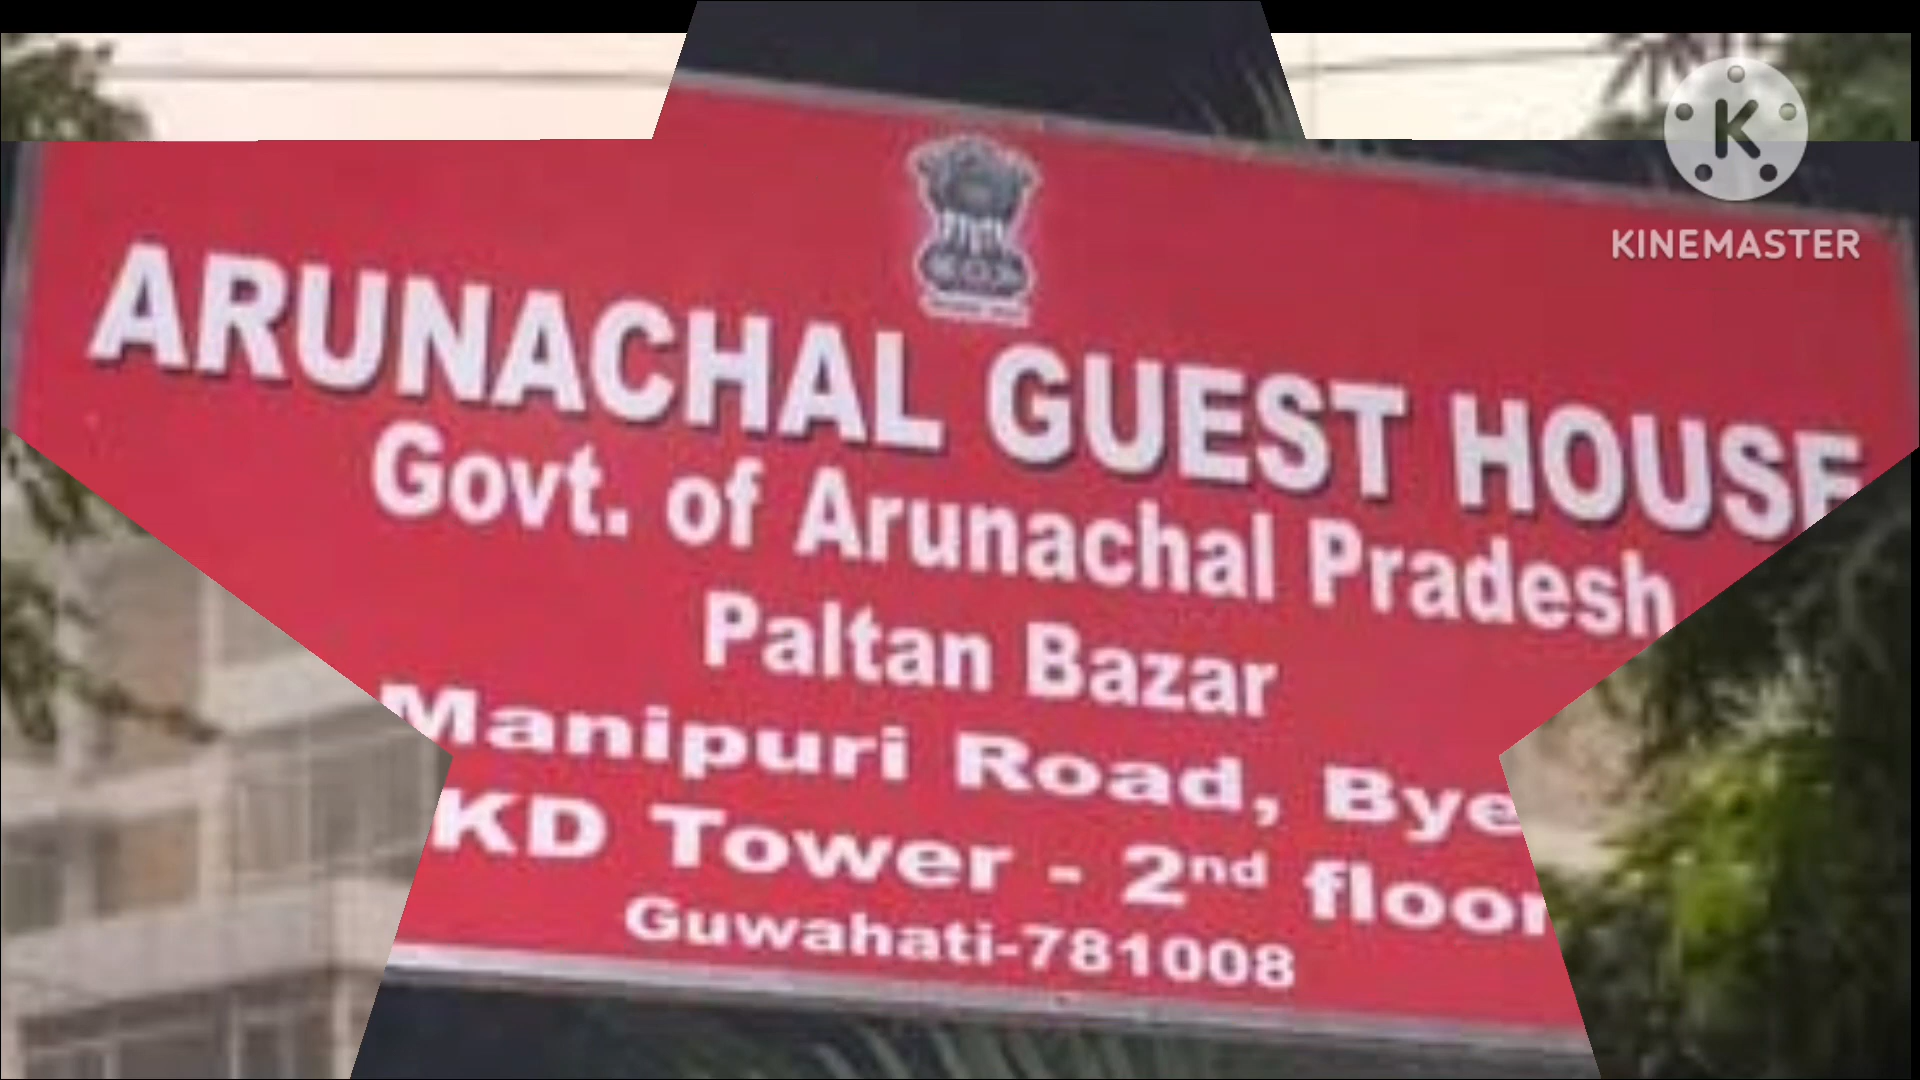 ARUNACHAL GUEST HOUSE
Govt. of Arunachal Pradesh
Paltan Bazar
Manipuri Road, Bye
KD Tower - 2nd floor
Guwahati-781008
K
KINEMASTER